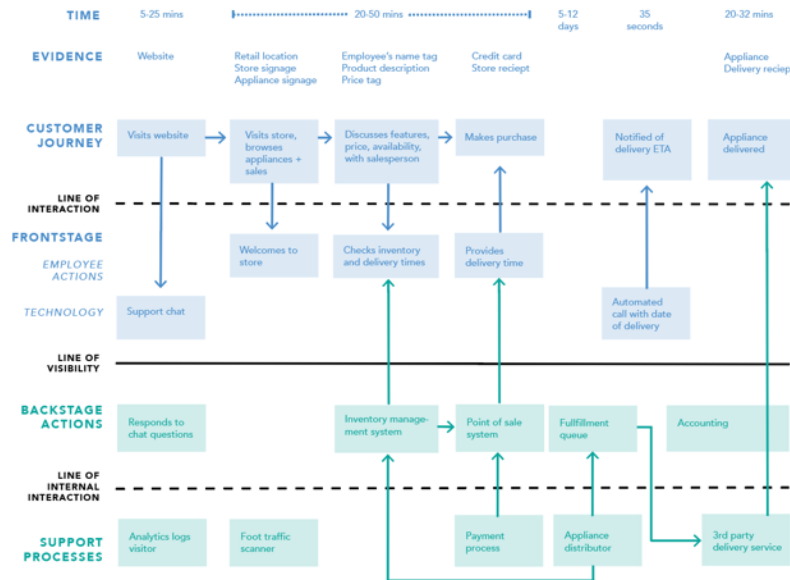 TIME
5-25 mins
20-50 mins
5-12
days
35
seconds
20-32 mins
EVIDENCE
Website
Retail location
Store signage
Appliance signage
Employee's name tag
Product description
Price tag
Credit card
Store reciept
Appliance
Delivery reciep
CUSTOMER
JOURNEY
Visits website
Visits store,
browses
appliances +
sales
Discusses features,
price, availability,
with salesperson
Makes purchase
Notified of
delivery ETA
Appliance
delivered
LINE OF
INTERACTION
FRONTSTAGE
EMPLOYEE
ACTIONS
Welcomes to
store
Checks inventory
and delivery times
Provides
delivery time
TECHNOLOGY
Support chat
Automated
call with date
of delivery
LINE OF
VISIBILITY
BACKSTAGE
ACTIONS
Responds to
chat questions
Inventory manage-
ment system
Point of sale
system
Fullfillment
queue
Accounting
LINE OF
INTERNAL
INTERACTION
SUPPORT
PROCESSES
Analytics logs
visitor
Foot traffic
scanner
Payment
process
Appliance
distributor
3rd party
delivery service